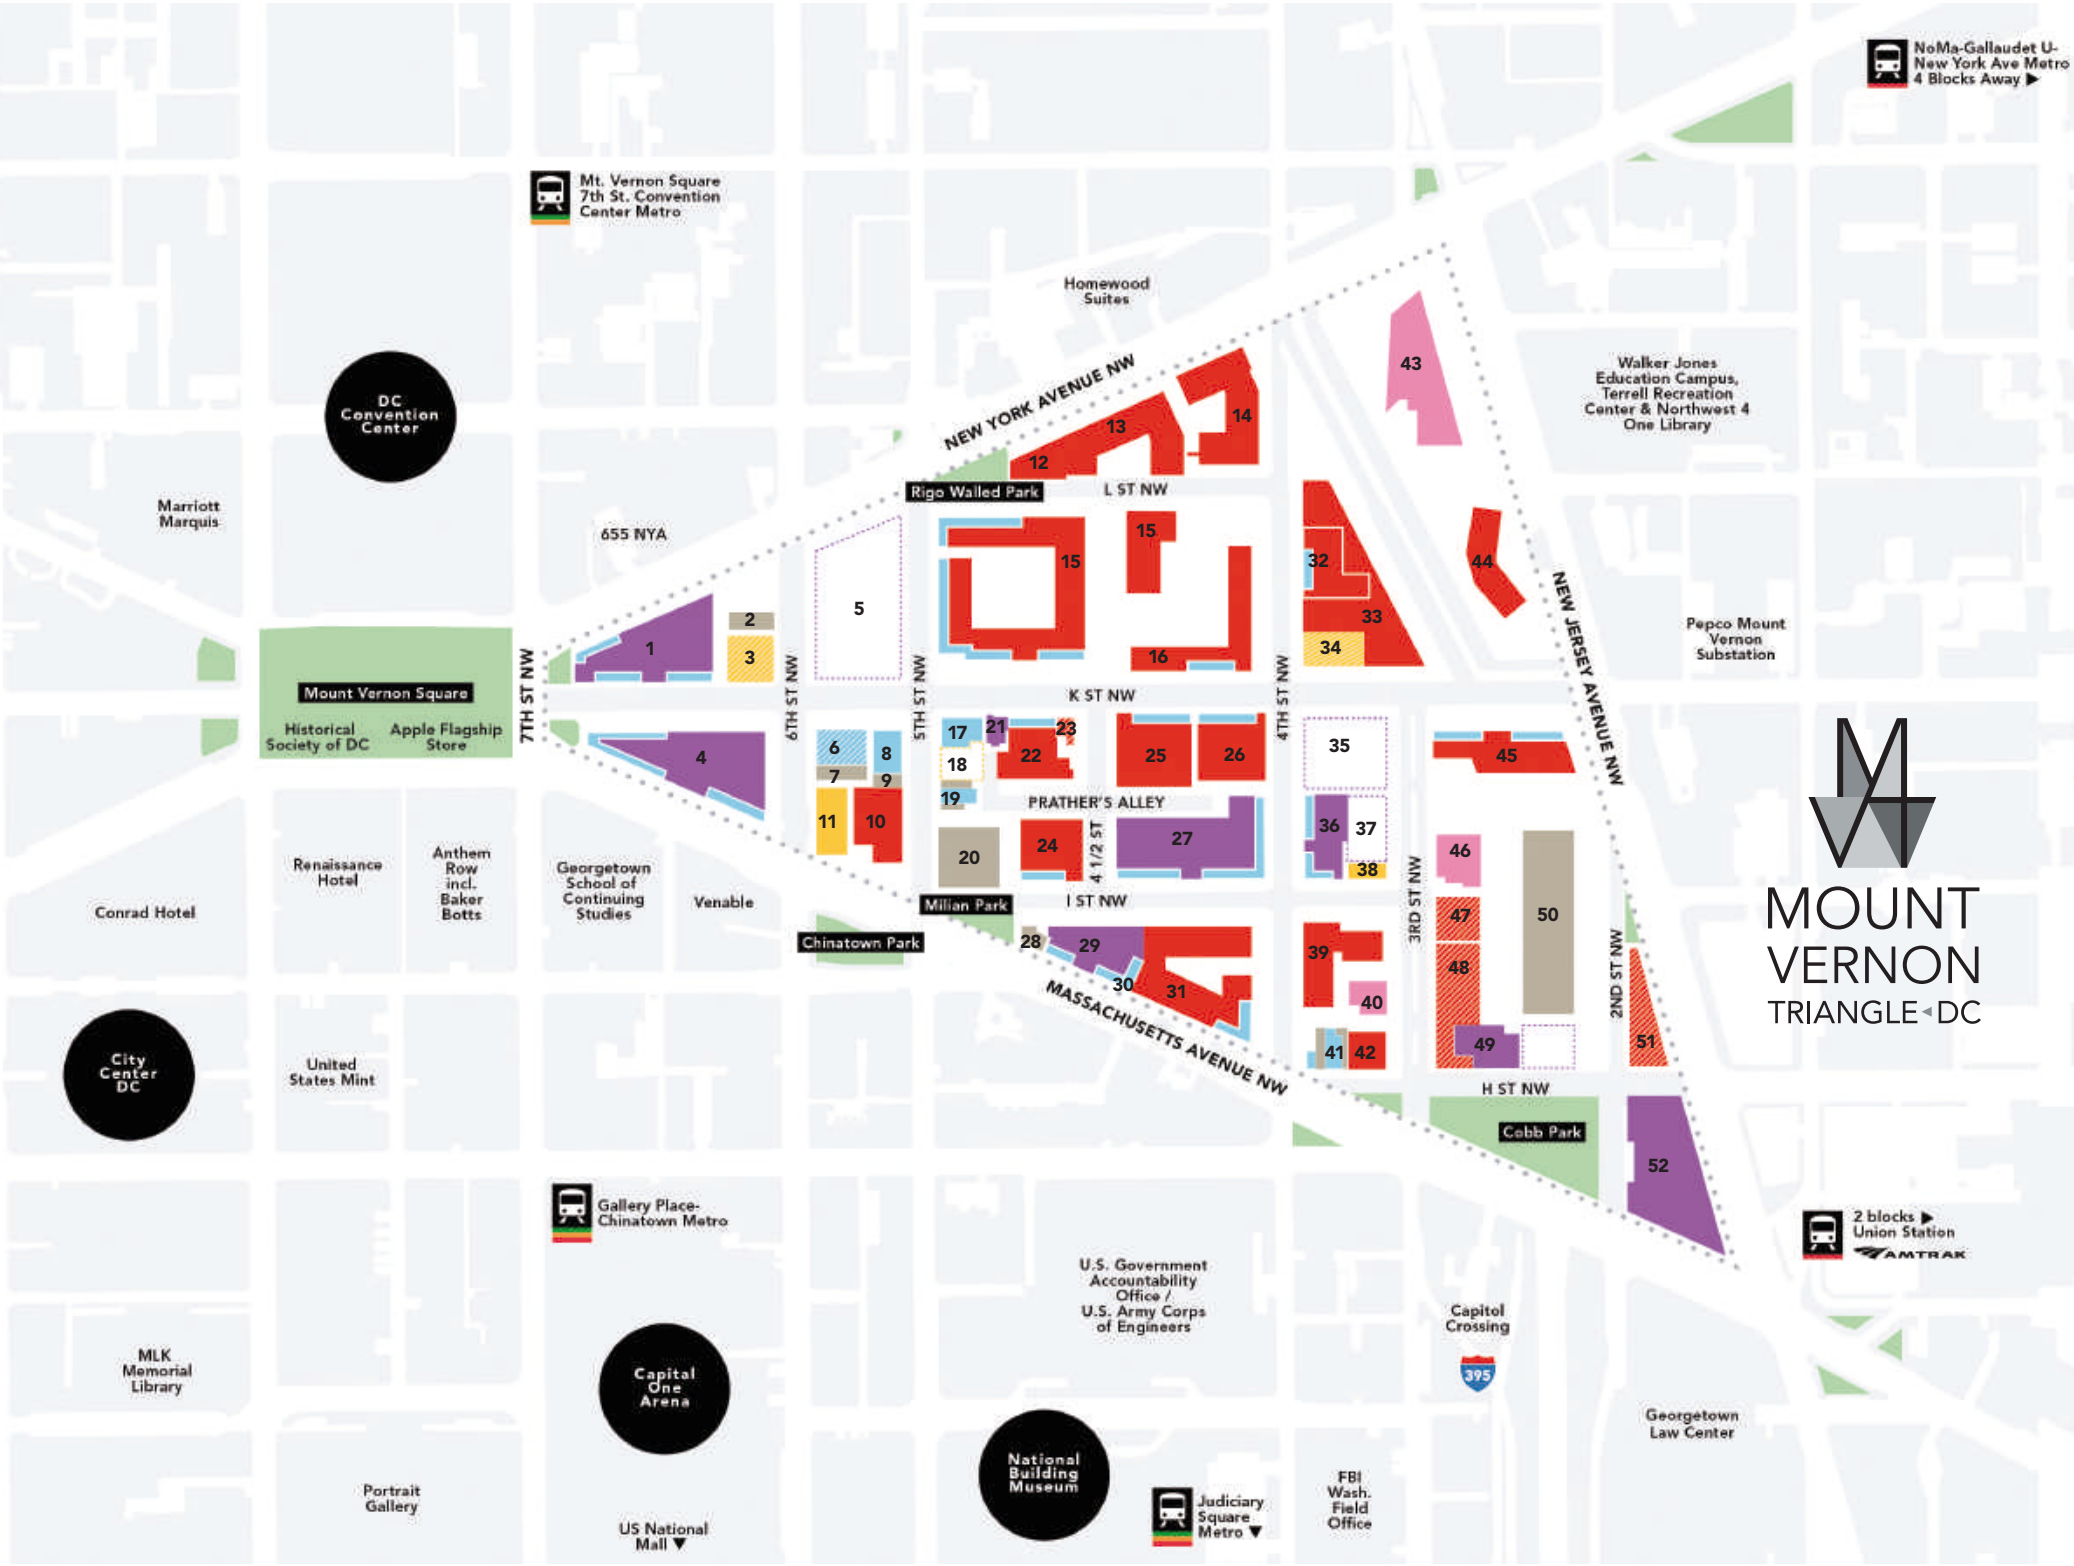 NoMa-Gallaudet U-
New York Ave Metro
4 Blocks Away ▶
Mt. Vernon Square
7th St. Convention
Center Metro
Homewood
Suites
DC
Convention
Center
NEW YORK AVENUE NW
43
Walker Jones
Education Campus,
Terrell Recreation
Center & Northwest 4
One Library
14
13
12
Rigo Walled Park
L ST NW
Marriott
Marquis
655 NYA
15
15
32
44
5
33
2
1
3
34
16
NEW JERSEY AVENUE NW
Pepco Mount
Vernon
Substation
7TH ST NW
6TH ST NW
5TH ST NW
4TH ST NW
K ST NW
Mount Vernon Square
Historical
Society of DC
Apple Flagship
Store
4
6
8
7
9
17
21
23
18
22
25
26
35
45
19
PRATHER'S ALLEY
11
10
20
24
4 1/2 ST
27
36
37
38
46
3RD ST NW
47
50
2ND ST NW
Renaissance
Hotel
Anthem
Row
incl.
Baker
Botts
Georgetown
School of
Continuing
Studies
Venable
Conrad Hotel
Milian Park
I ST NW
Chinatown Park
28
29
30
31
MASSACHUSETTS AVENUE NW
39
40
41
42
48
49
51
H ST NW
Cobb Park
52
MOUNT
VERNON
TRIANGLE◂DC
City
Center
DC
United
States Mint
Gallery Place-
Chinatown Metro
2 blocks ▶
Union Station
AMTRAK
U.S. Government
Accountability
Office /
U.S. Army Corps
of Engineers
Capitol
Crossing
395
MLK
Memorial
Library
Capital
One
Arena
Georgetown
Law Center
National
Building
Museum
Portrait
Gallery
US National
Mall ▼
Judiciary
Square
Metro ▼
FBI
Wash.
Field
Office